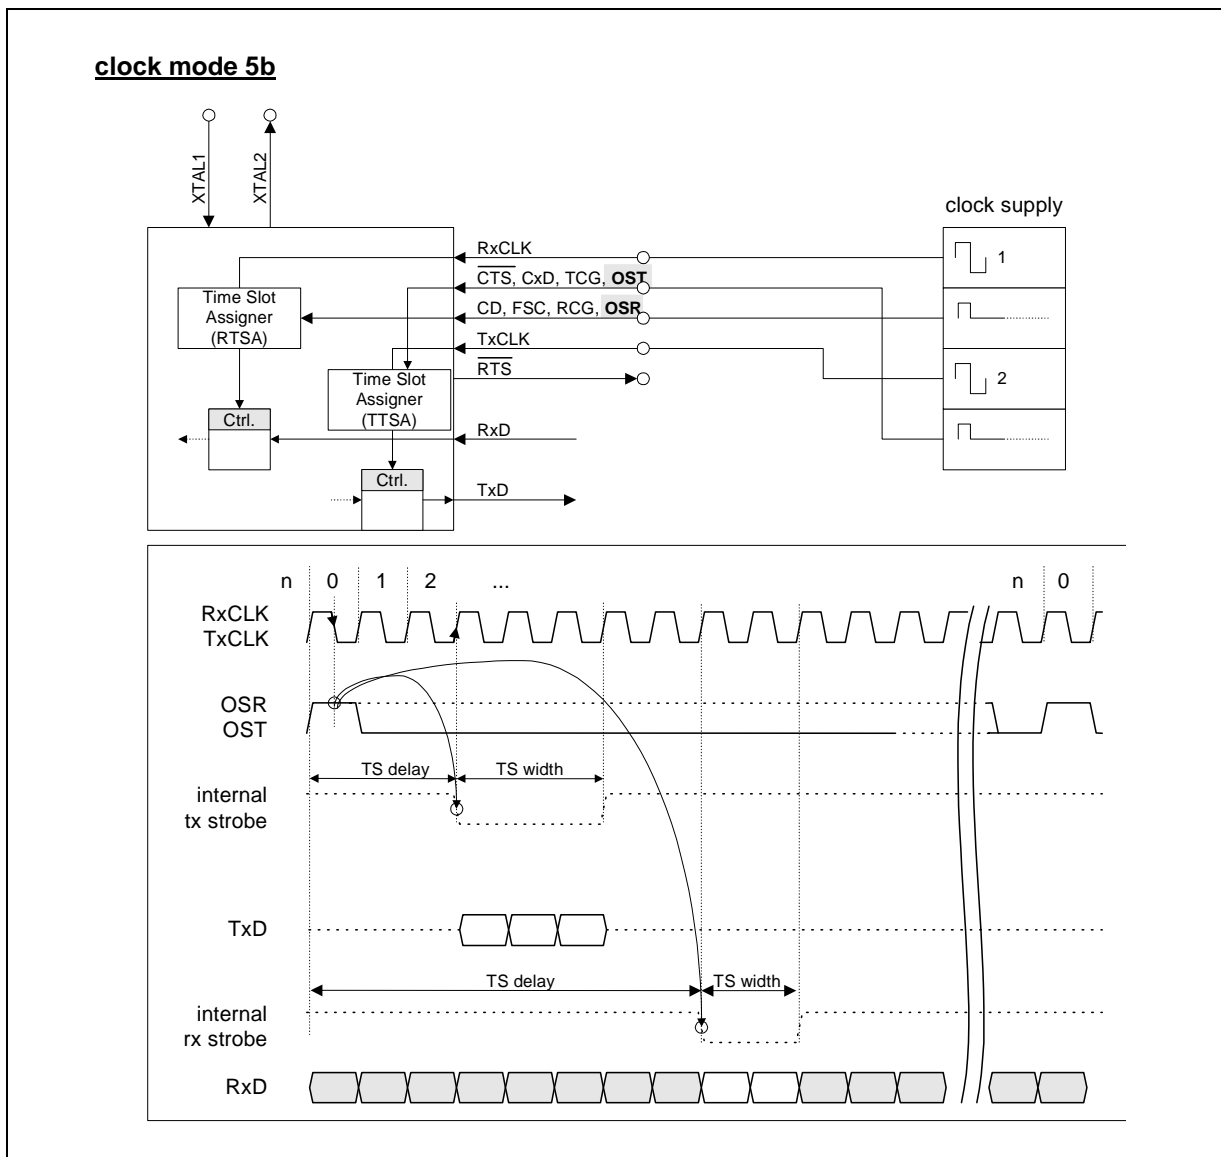 clock mode 5b
XTAL1
XTAL2
clock supply
RxCLK
1
CTS, CxD, TCG, OST
Time Slot
Assigner
(RTSA)
CD, FSC, RCG, OSR
TxCLK
RTS
2
Time Slot
Assigner
(TTSA)
Ctrl.
RxD
Ctrl.
TxD
n 0 1 2 ... n 0
RxCLK
TxCLK
OSR
OST
TS delay TS width
internal
tx strobe
TxD
TS delay TS width
internal
rx strobe
RxD